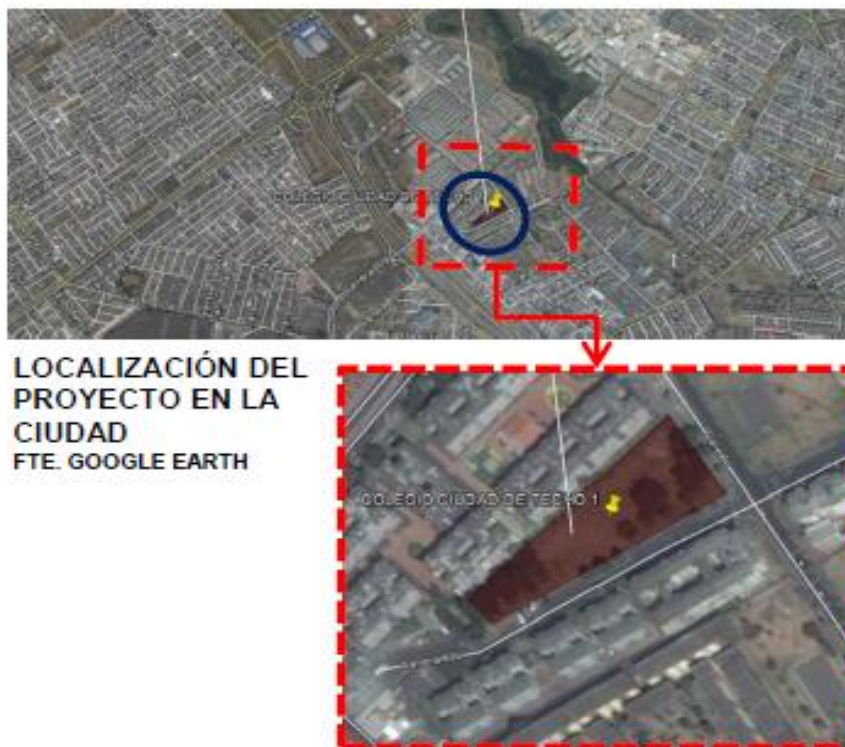 LOCALIZACIÓN DEL
PROYECTO EN LA
CIUDAD
FTE. GOOGLE EARTH
COLEGIO CIUDAD DE TECHO 1